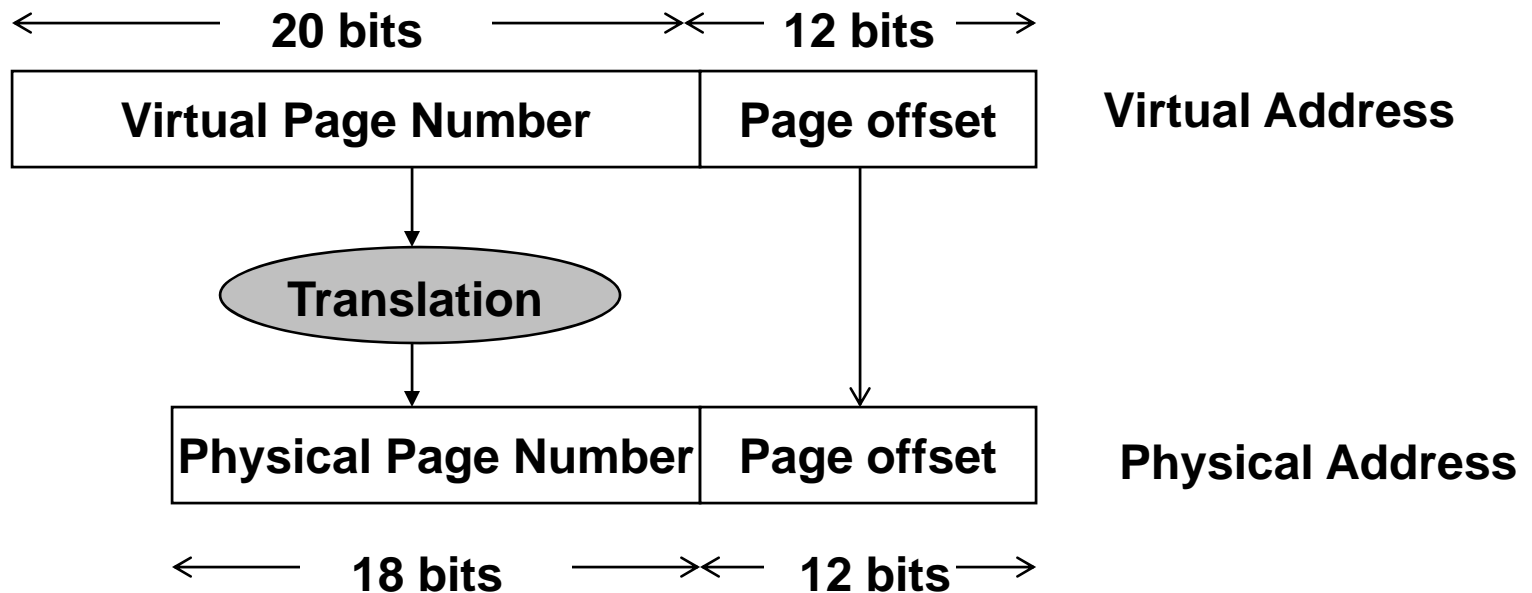 20 bits 12 bits
Virtual Page Number Page offset Virtual Address
Translation
Physical Page Number Page offset Physical Address
18 bits 12 bits